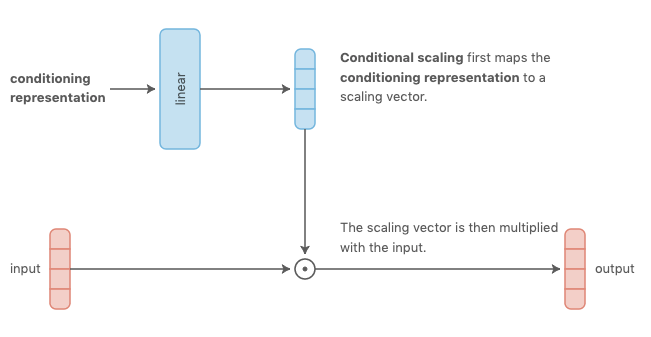 conditioning
representation
linear
Conditional scaling first maps the
conditioning representation to a
scaling vector.
The scaling vector is then multiplied
with the input.
input
output